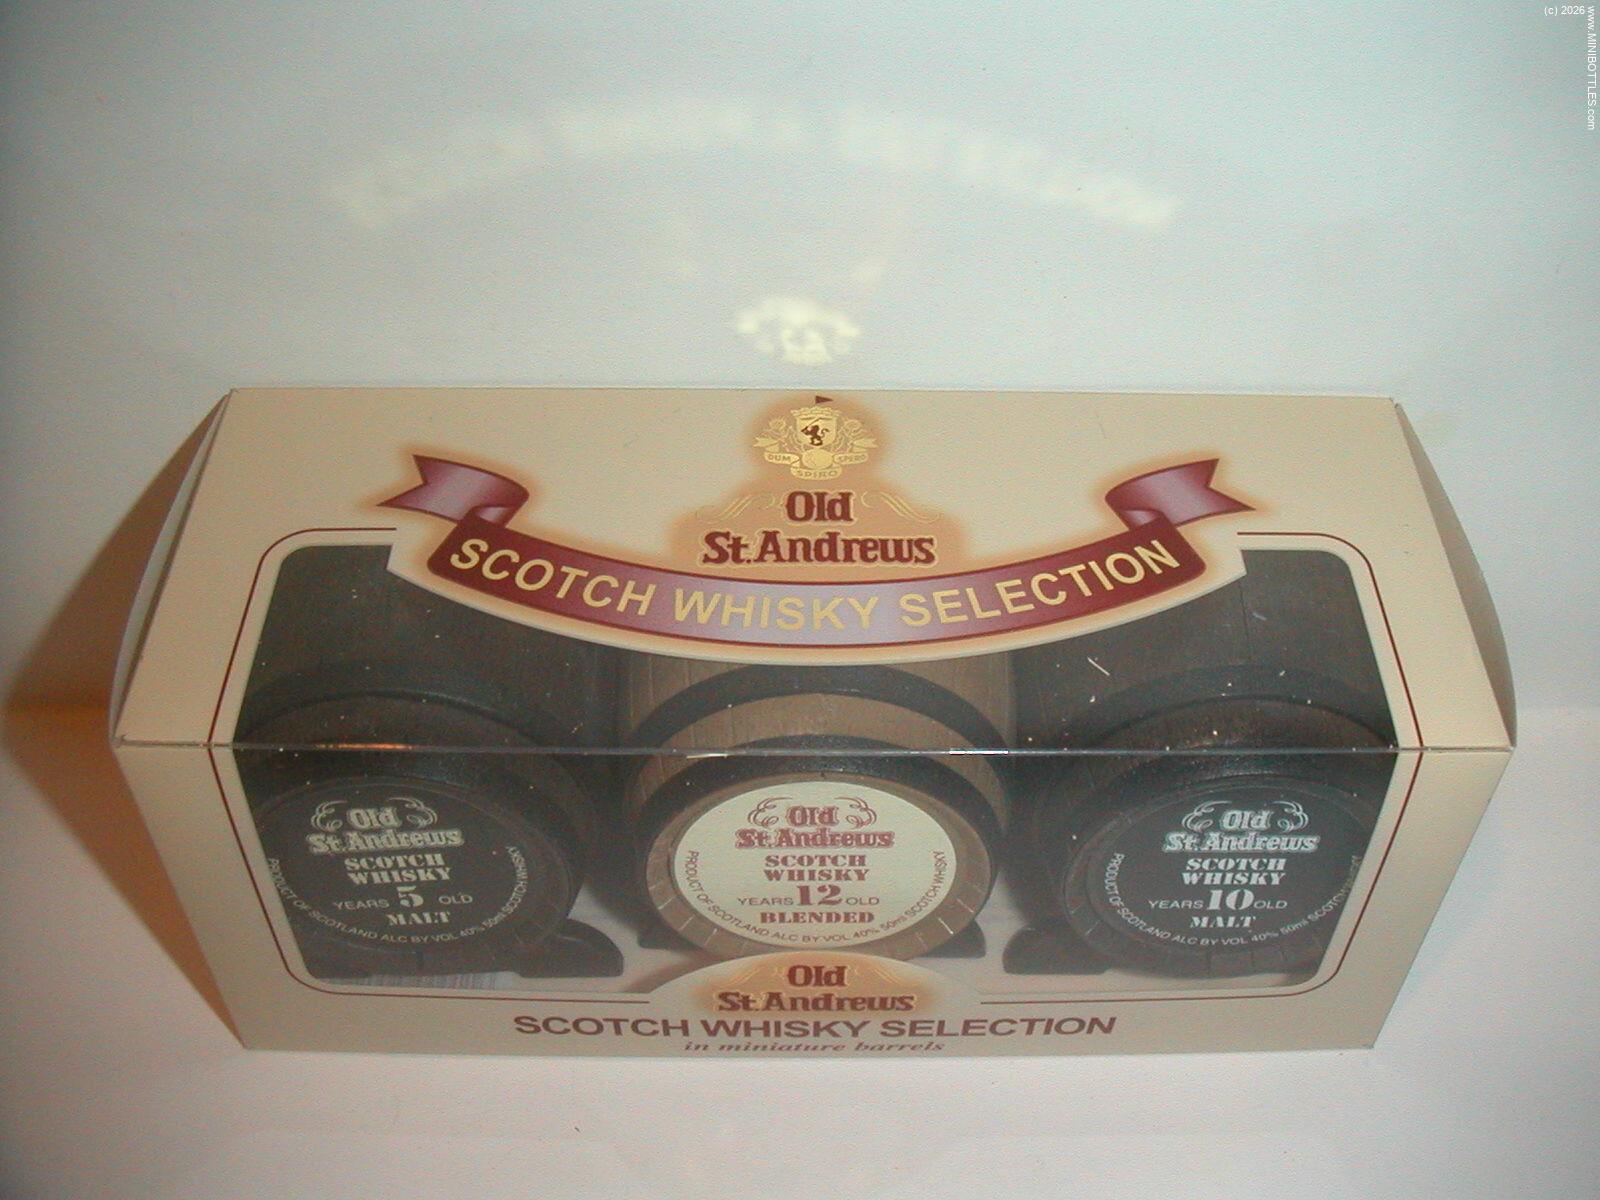 (c) 2026 www.MINIBOTTLES.com
DUM SPIRO SPERO
Old
St. Andrews
SCOTCH WHISKY SELECTION
Old
St. Andrews
SCOTCH
WHISKY
YEARS 5 OLD
MALT
PRODUCT OF SCOTLAND ALC BY VOL 40% 50ml SCOTCH WHISKY
Old
St. Andrews
SCOTCH
WHISKY
YEARS 12 OLD
BLENDED
PRODUCT OF SCOTLAND ALC BY VOL 40% 50ml SCOTCH WHISKY
Old
St. Andrews
SCOTCH
WHISKY
YEARS 10 OLD
MALT
PRODUCT OF SCOTLAND ALC BY VOL 40% 50ml SCOTCH WHISKY
Old
St. Andrews
SCOTCH WHISKY SELECTION
in miniature barrels